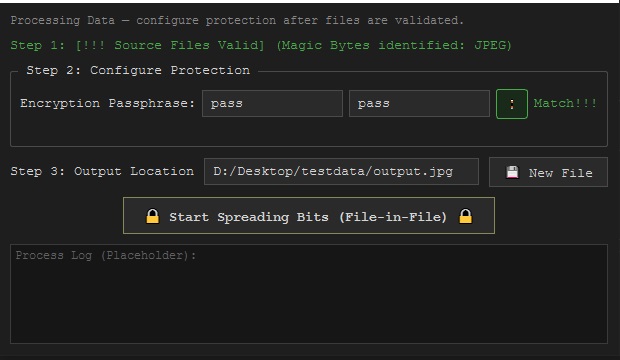 Processing Data — configure protection after files are validated.
Step 1: [!!! Source Files Valid] (Magic Bytes identified: JPEG)
Step 2: Configure Protection
Encryption Passphrase: pass pass : Match!!!
Step 3: Output Location D:/Desktop/testdata/output.jpg 💾 New File
🔒 Start Spreading Bits (File-in-File) 🔒
Process Log (Placeholder):